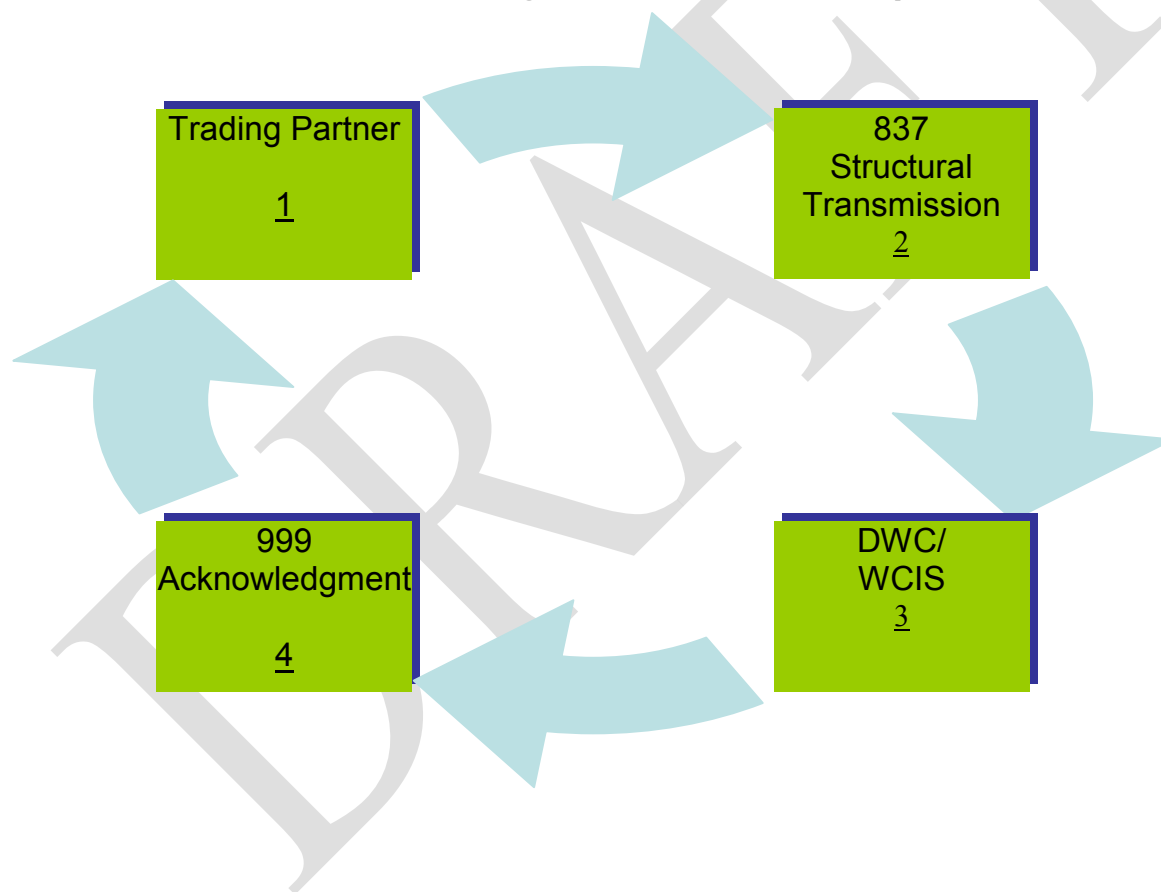 Trading Partner
1
837
Structural
Transmission
2
DWC/
WCIS
3
999
Acknowledgment
4
DRAFT